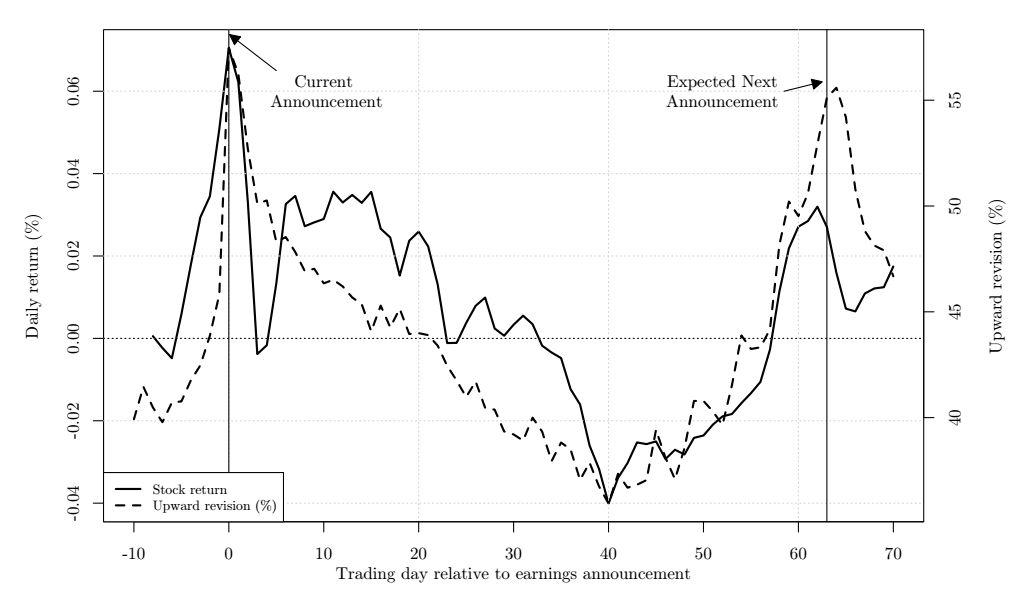 Current
Announcement
Expected Next
Announcement
Daily return (%)
0.06
0.04
0.02
0.00
-0.02
-0.04
55
50
45
40
Upward revision (%)
Stock return
Upward revision (%)
-10 0 10 20 30 40 50 60 70
Trading day relative to earnings announcement